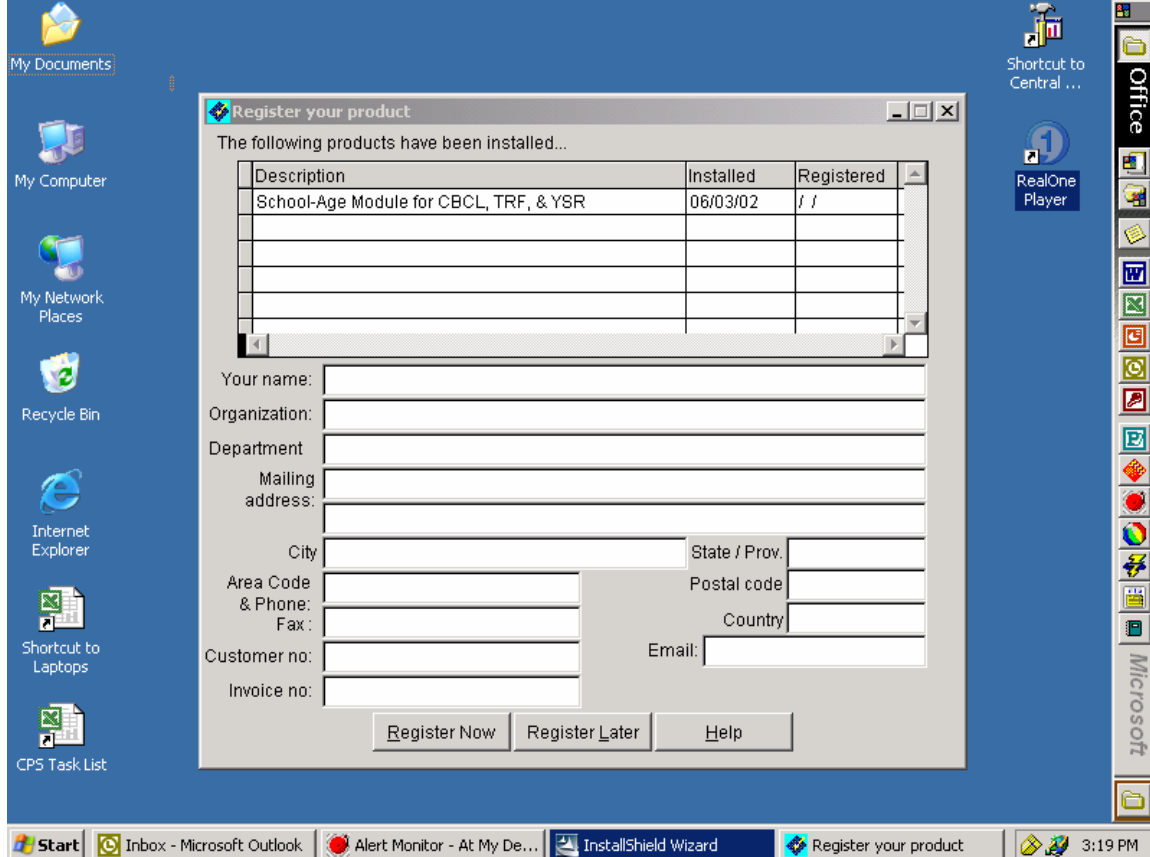 My Documents
My Computer
My Network
Places
Recycle Bin
Internet
Explorer
Shortcut to
Laptops
CPS Task List
Register your product
The following products have been installed...
Description Installed Registered
School-Age Module for CBCL, TRF, & YSR 06/03/02 / /
Your name:
Organization:
Department
Mailing
address:
City State / Prov.
Area Code
& Phone:
Postal code
Fax :
Country
Customer no:
Email:
Invoice no:
Register Now Register Later Help
Shortcut to
Central ...
RealOne
Player
Office
Microsoft
Start Inbox - Microsoft Outlook Alert Monitor - At My De... InstallShield Wizard Register your product 3:19 PM